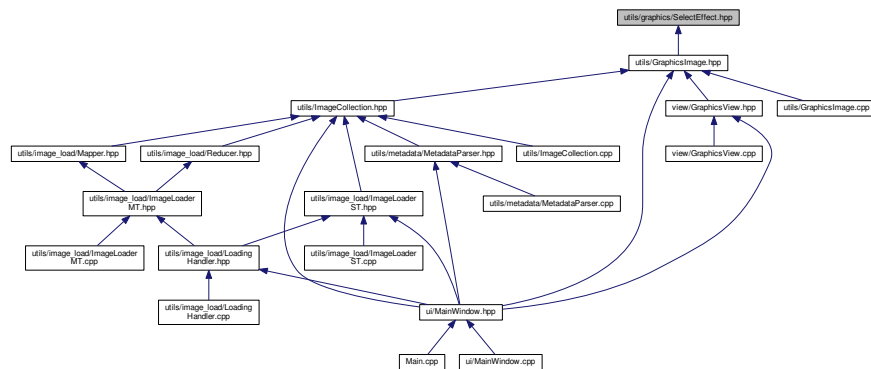 utils/graphics/SelectEffect.hpp
utils/GraphicsImage.hpp
utils/ImageCollection.hpp
view/GraphicsView.hpp
utils/GraphicsImage.cpp
utils/image_load/Mapper.hpp
utils/image_load/Reducer.hpp
utils/metadata/MetadataParser.hpp
utils/ImageCollection.cpp
view/GraphicsView.cpp
utils/image_load/ImageLoader
MT.hpp
utils/image_load/ImageLoader
ST.hpp
utils/metadata/MetadataParser.cpp
utils/image_load/ImageLoader
MT.cpp
utils/image_load/Loading
Handler.hpp
utils/image_load/ImageLoader
ST.cpp
utils/image_load/Loading
Handler.cpp
ui/MainWindow.hpp
Main.cpp
ui/MainWindow.cpp